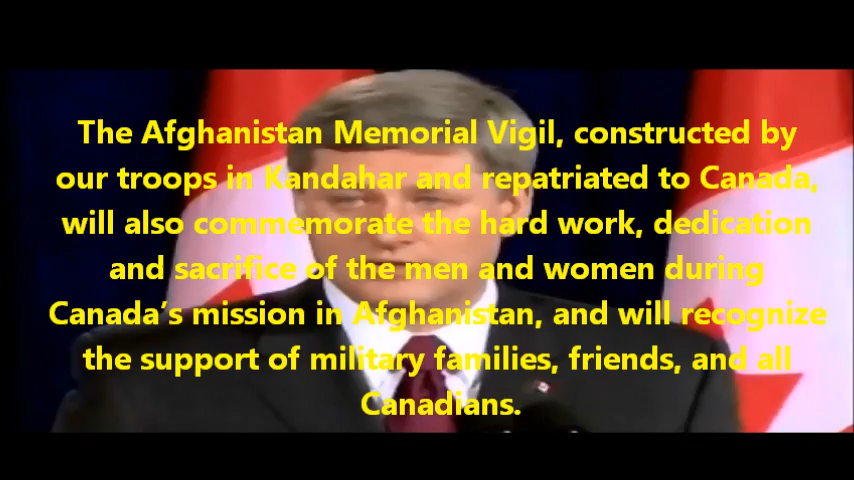 The Afghanistan Memorial Vigil, constructed by
our troops in Kandahar and repatriated to Canada,
will also commemorate the hard work, dedication
and sacrifice of the men and women during
Canada’s mission in Afghanistan, and will recognize
the support of military families, friends, and all
Canadians.